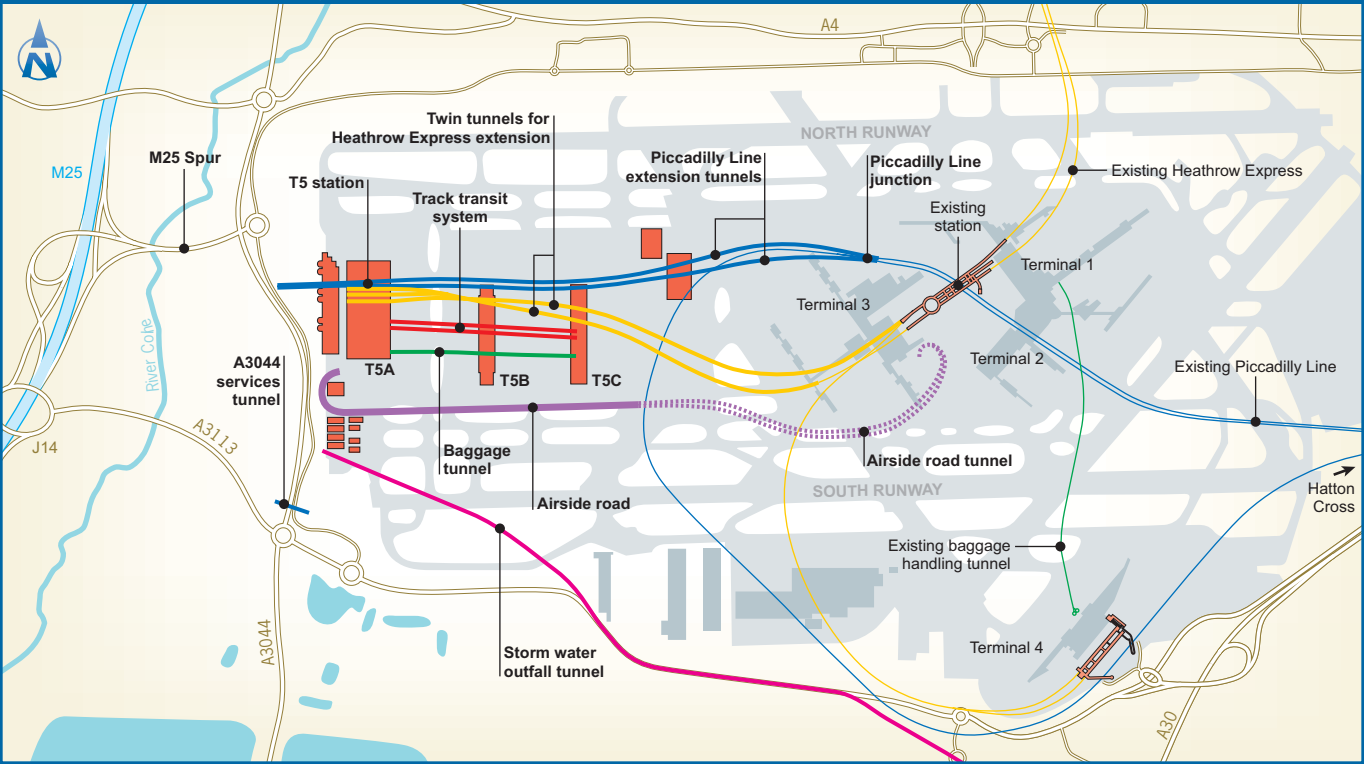 N
A4
NORTH RUNWAY
Twin tunnels for
Heathrow Express extension
M25 Spur
M25
T5 station
Track transit
system
Piccadilly Line
extension tunnels
Piccadilly Line
junction
Existing Heathrow Express
Existing
station
Terminal 1
Terminal 3
Terminal 2
River Colne
A3044
services
tunnel
T5A
T5B
T5C
Existing Piccadilly Line
J14
A3113
Baggage
tunnel
Airside road
Airside road tunnel
SOUTH RUNWAY
Hatton
Cross
Existing baggage
handling tunnel
A3044
Storm water
outfall tunnel
Terminal 4
A30